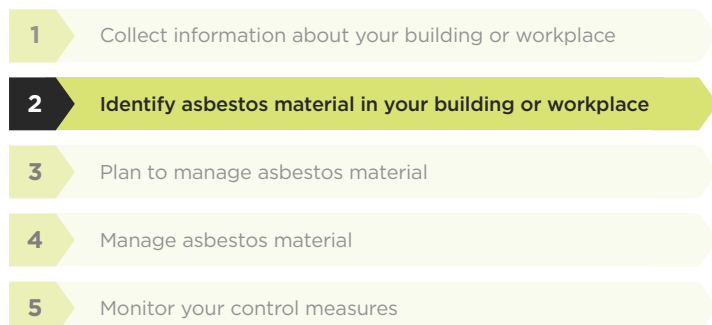 1 Collect information about your building or workplace
2 Identify asbestos material in your building or workplace
3 Plan to manage asbestos material
4 Manage asbestos material
5 Monitor your control measures